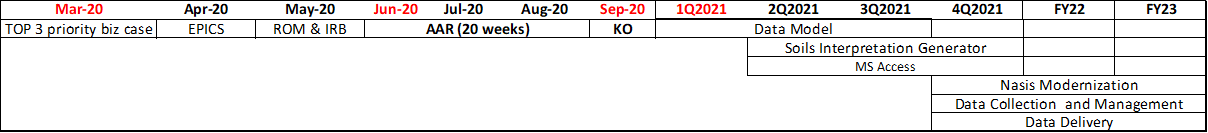 Mar-20 Apr-20 May-20 Jun-20 Jul-20 Aug-20 Sep-20 1Q2021 2Q2021 3Q2021 4Q2021 FY22 FY23
TOP 3 priority biz case EPICS ROM & IRB AAR (20 weeks) KO Data Model
Soils Interpretation Generator
MS Access
Nasis Modernization
Data Collection and Management
Data Delivery